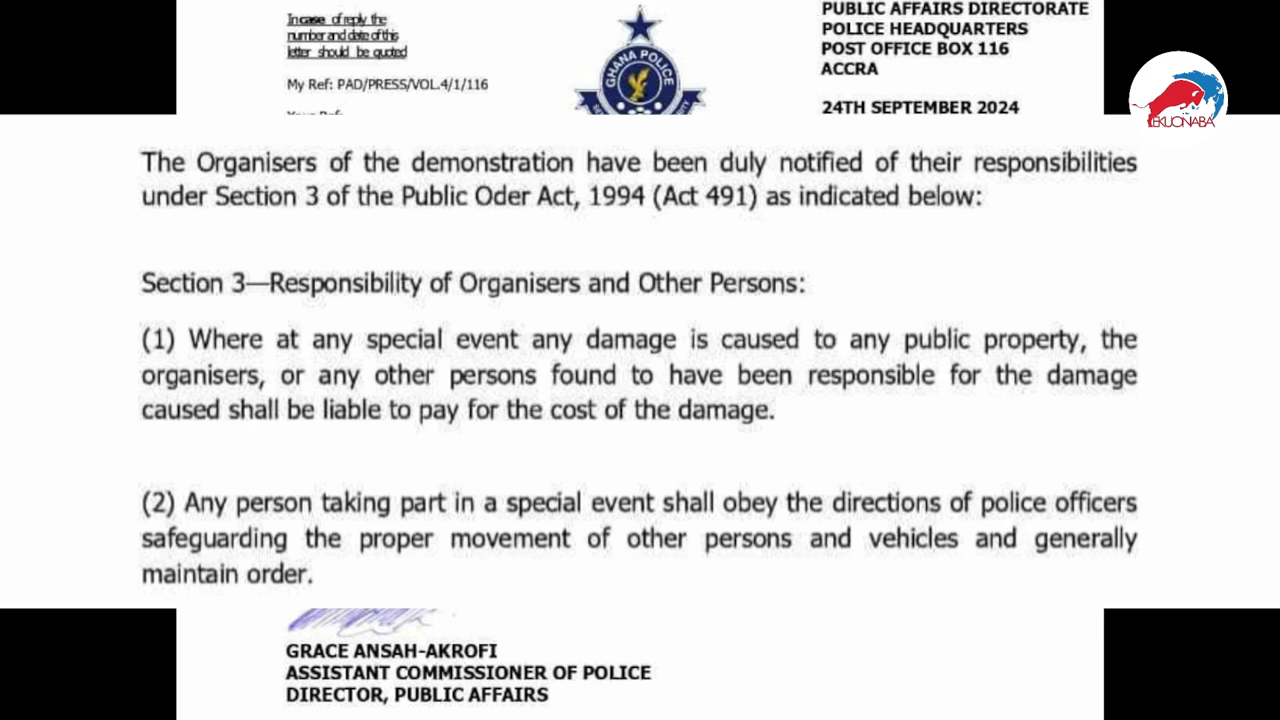 In case of reply the
number and date of this
letter should be quoted
My Ref: PAD/PRESS/VOL.4/1/116
Your Ref:
GHANA POLICE
PUBLIC AFFAIRS DIRECTORATE
POLICE HEADQUARTERS
POST OFFICE BOX 116
ACCRA
24TH SEPTEMBER 2024
EKUONABA
The Organisers of the demonstration have been duly notified of their responsibilities
under Section 3 of the Public Oder Act, 1994 (Act 491) as indicated below:
Section 3—Responsibility of Organisers and Other Persons:
(1) Where at any special event any damage is caused to any public property, the
organisers, or any other persons found to have been responsible for the damage
caused shall be liable to pay for the cost of the damage.
(2) Any person taking part in a special event shall obey the directions of police officers
safeguarding the proper movement of other persons and vehicles and generally
maintain order.
GRACE ANSAH-AKROFI
ASSISTANT COMMISSIONER OF POLICE
DIRECTOR, PUBLIC AFFAIRS